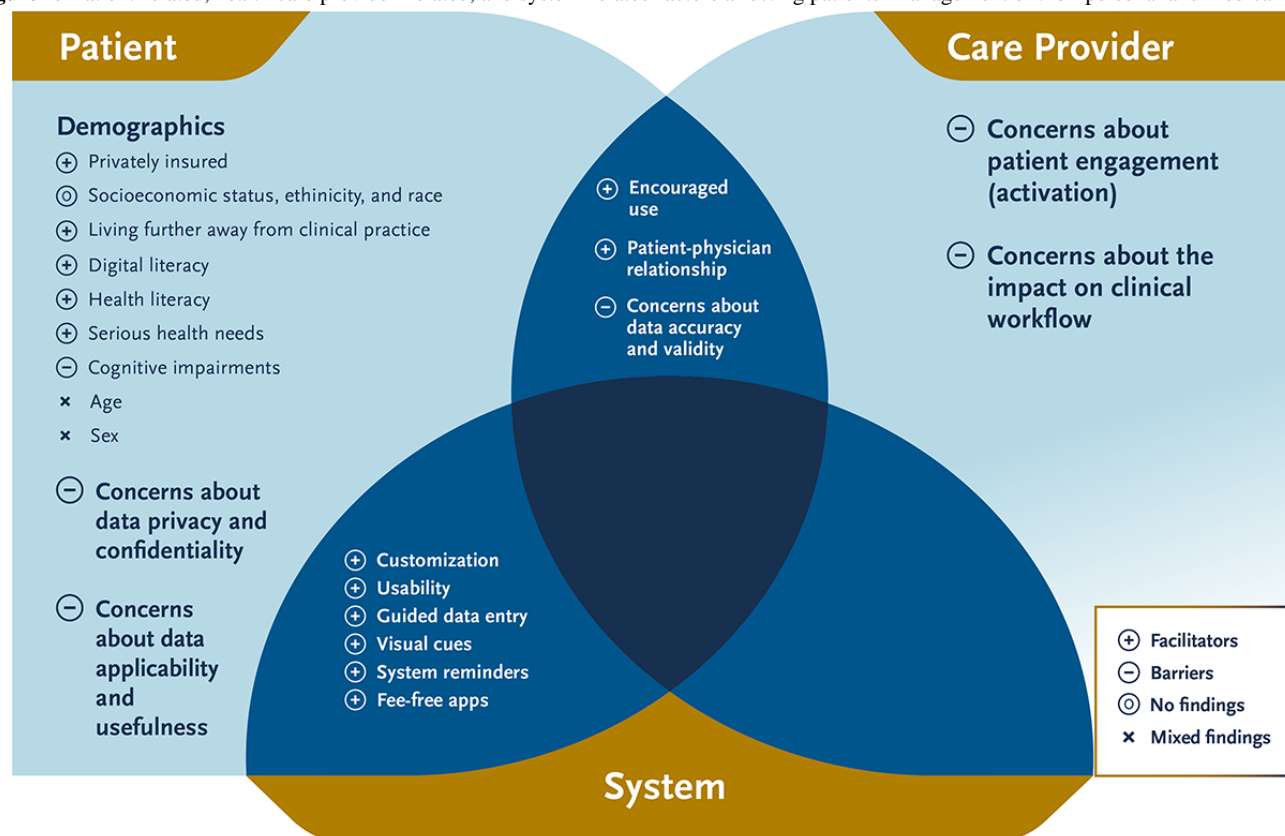 Patient
Demographics
Privately insured
Socioeconomic status, ethinicity, and race
Living further away from clinical practice
Digital literacy
Health literacy
Serious health needs
Cognitive impairments
× Age
× Sex
Concerns about
data privacy and
confidentiality
Concerns
about data
applicability
and
usefulness
Encouraged
use
Patient-physician
relationship
Concerns about
data accuracy
and validity
Care Provider
Concerns about
patient engagement
(activation)
Concerns about the
impact on clinical
workflow
Customization
Usability
Guided data entry
Visual cues
System reminders
Fee-free apps
System
Facilitators
Barriers
No findings
× Mixed findings